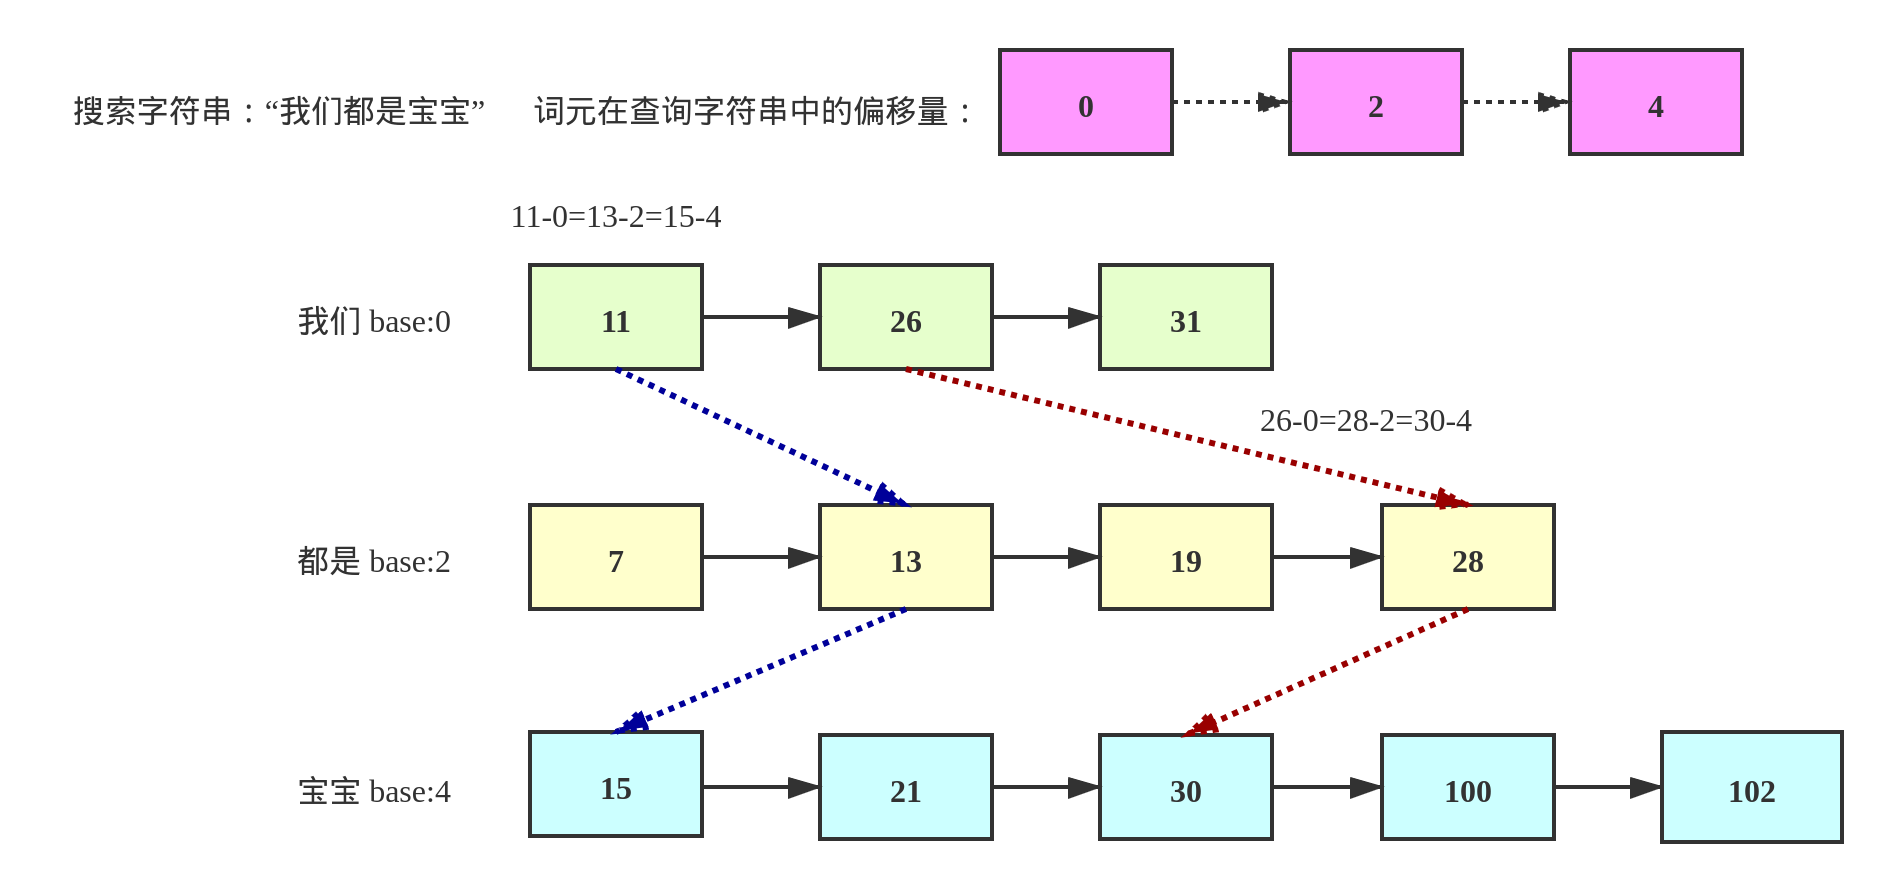 搜索字符串：“我们都是宝宝” 词元在查询字符串中的偏移量： 0 2 4
11-0=13-2=15-4
我们 base:0 11 26 31
26-0=28-2=30-4
都是 base:2 7 13 19 28
宝宝 base:4 15 21 30 100 102